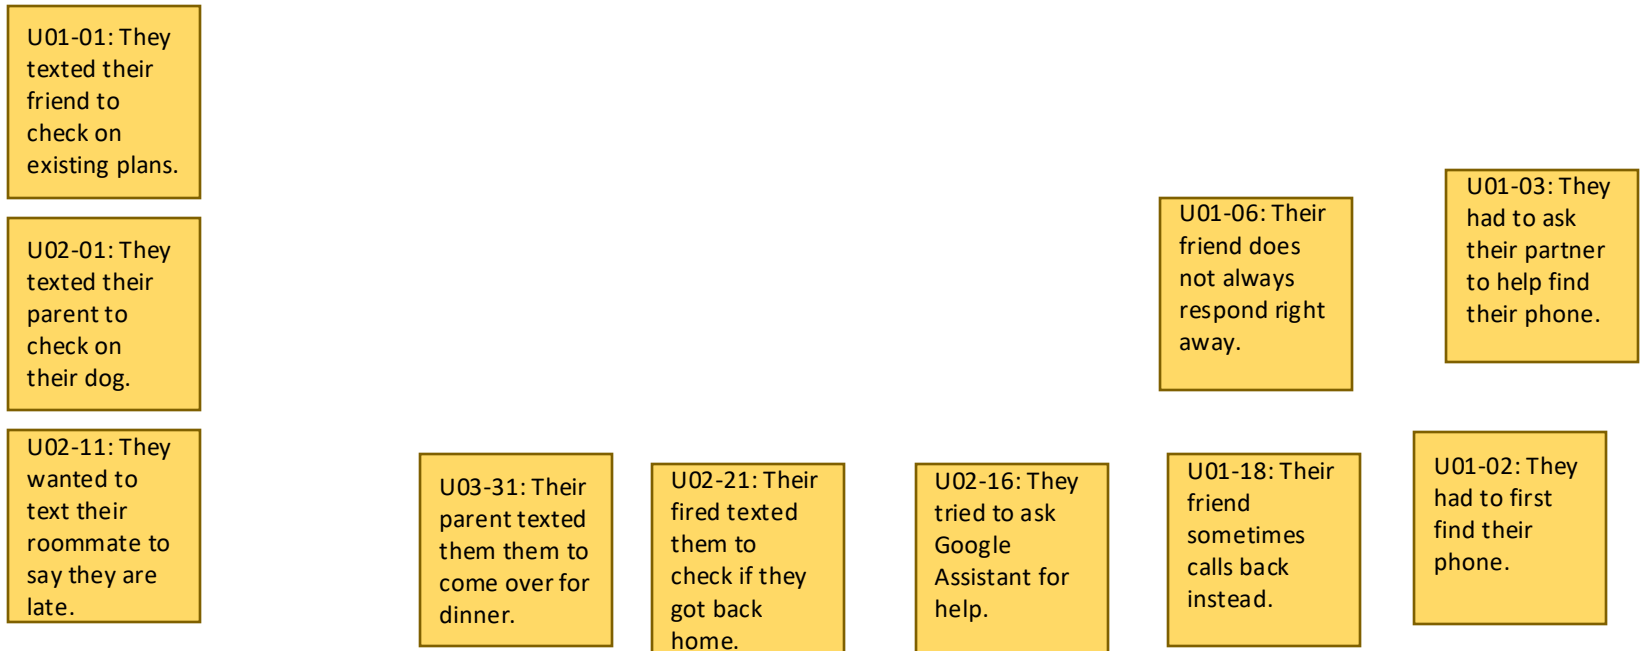 U01-01: They
texted their
friend to
check on
existing plans.
U02-01: They
texted their
parent to
check on
their dog.
U02-11: They
wanted to
text their
roommate to
say they are
late.
U03-31: Their
parent texted
them them to
come over for
dinner.
U02-21: Their
fired texted
them to
check if they
got back
home.
U02-16: They
tried to ask
Google
Assistant for
help.
U01-06: Their
friend does
not always
respond right
away.
U01-18: Their
friend
sometimes
calls back
instead.
U01-03: They
had to ask
their partner
to help find
their phone.
U01-02: They
had to first
find their
phone.